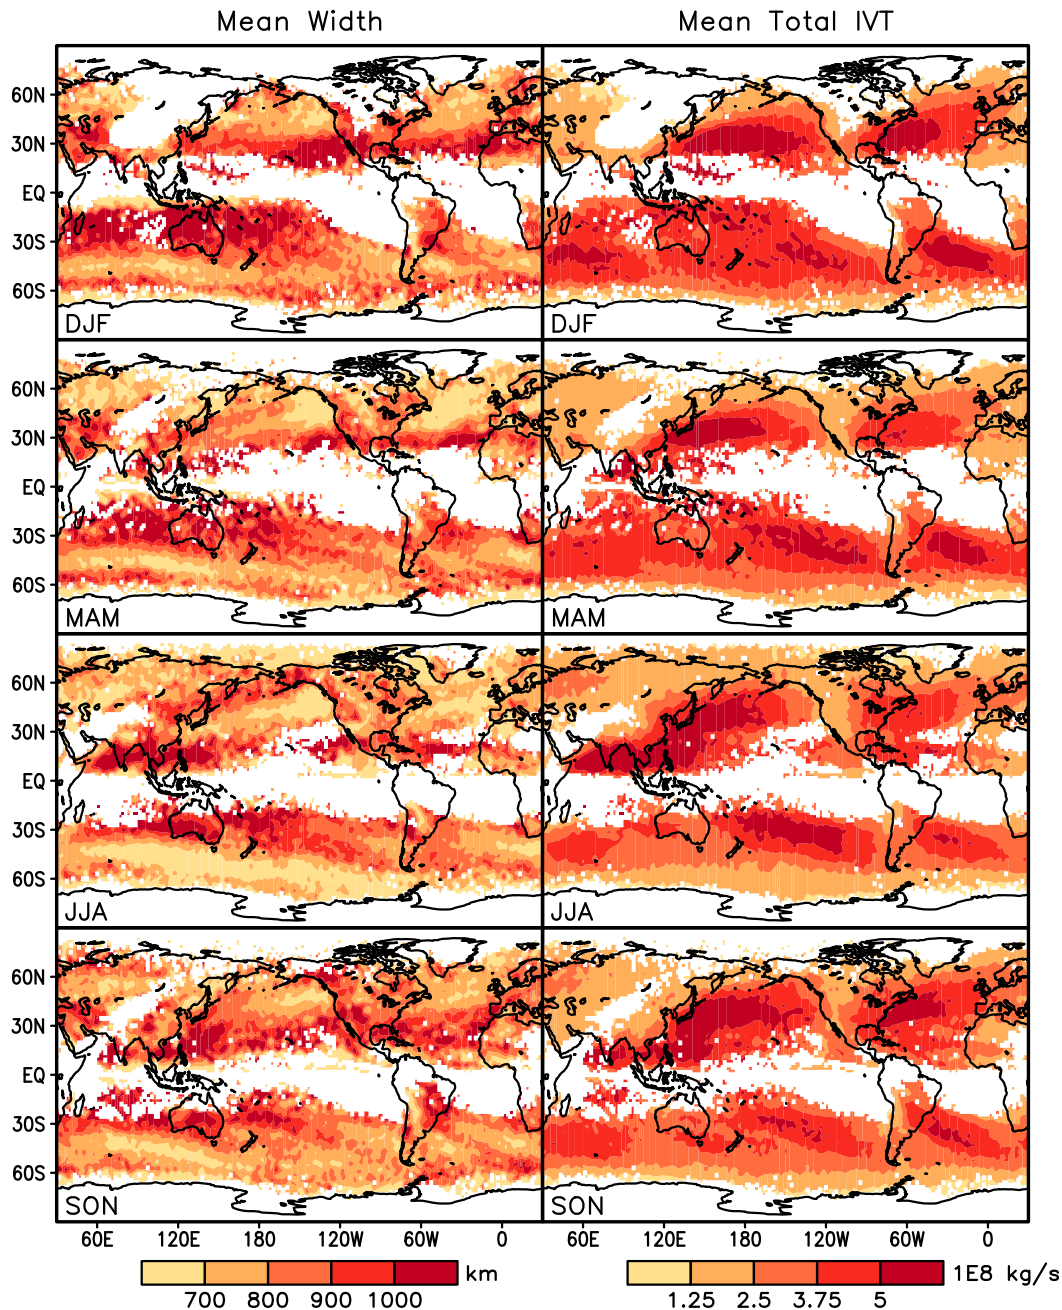 Mean Width Mean Total IVT
60N
30N
EQ
30S
60S
DJF DJF
60N
30N
EQ
30S
60S
MAM MAM
60N
30N
EQ
30S
60S
JJA JJA
60N
30N
EQ
30S
60S
SON SON
60E 120E 180 120W 60W 0 60E 120E 180 120W 60W 0
km 1E8 kg/s
700 800 900 1000 1.25 2.5 3.75 5